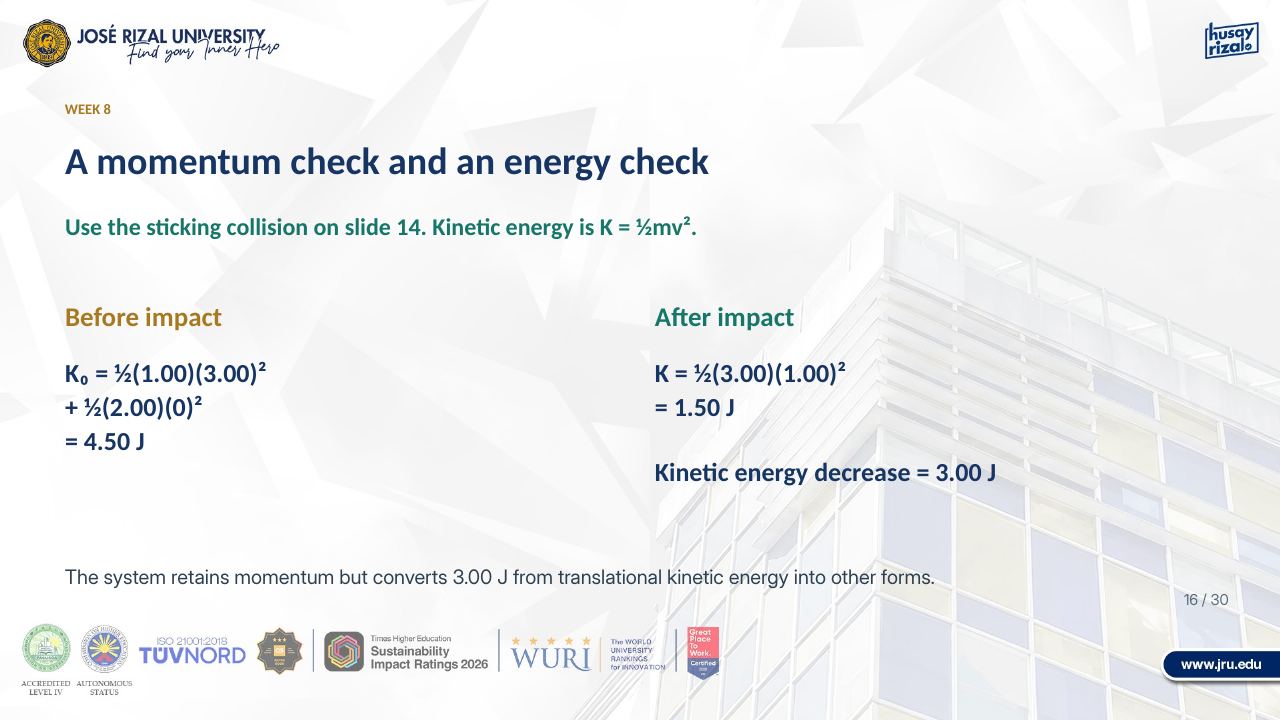 JOSÉ RIZAL UNIVERSITY
Find your Inner Hero
husay
rizal
WEEK 8
A momentum check and an energy check
Use the sticking collision on slide 14. Kinetic energy is K = ½mv².
Before impact
K₀ = ½(1.00)(3.00)²
+ ½(2.00)(0)²
= 4.50 J
After impact
K = ½(3.00)(1.00)²
= 1.50 J
Kinetic energy decrease = 3.00 J
The system retains momentum but converts 3.00 J from translational kinetic energy into other forms.
16 / 30
ACCREDITED
LEVEL IV
AUTONOMOUS
STATUS
ISO 21001:2018
TÜVNORD
Times Higher Education
Sustainability
Impact Ratings 2026
WURI
The WORLD
UNIVERSITY
RANKINGS
for INNOVATION
Great
Place
To
Work.
Certified
www.jru.edu